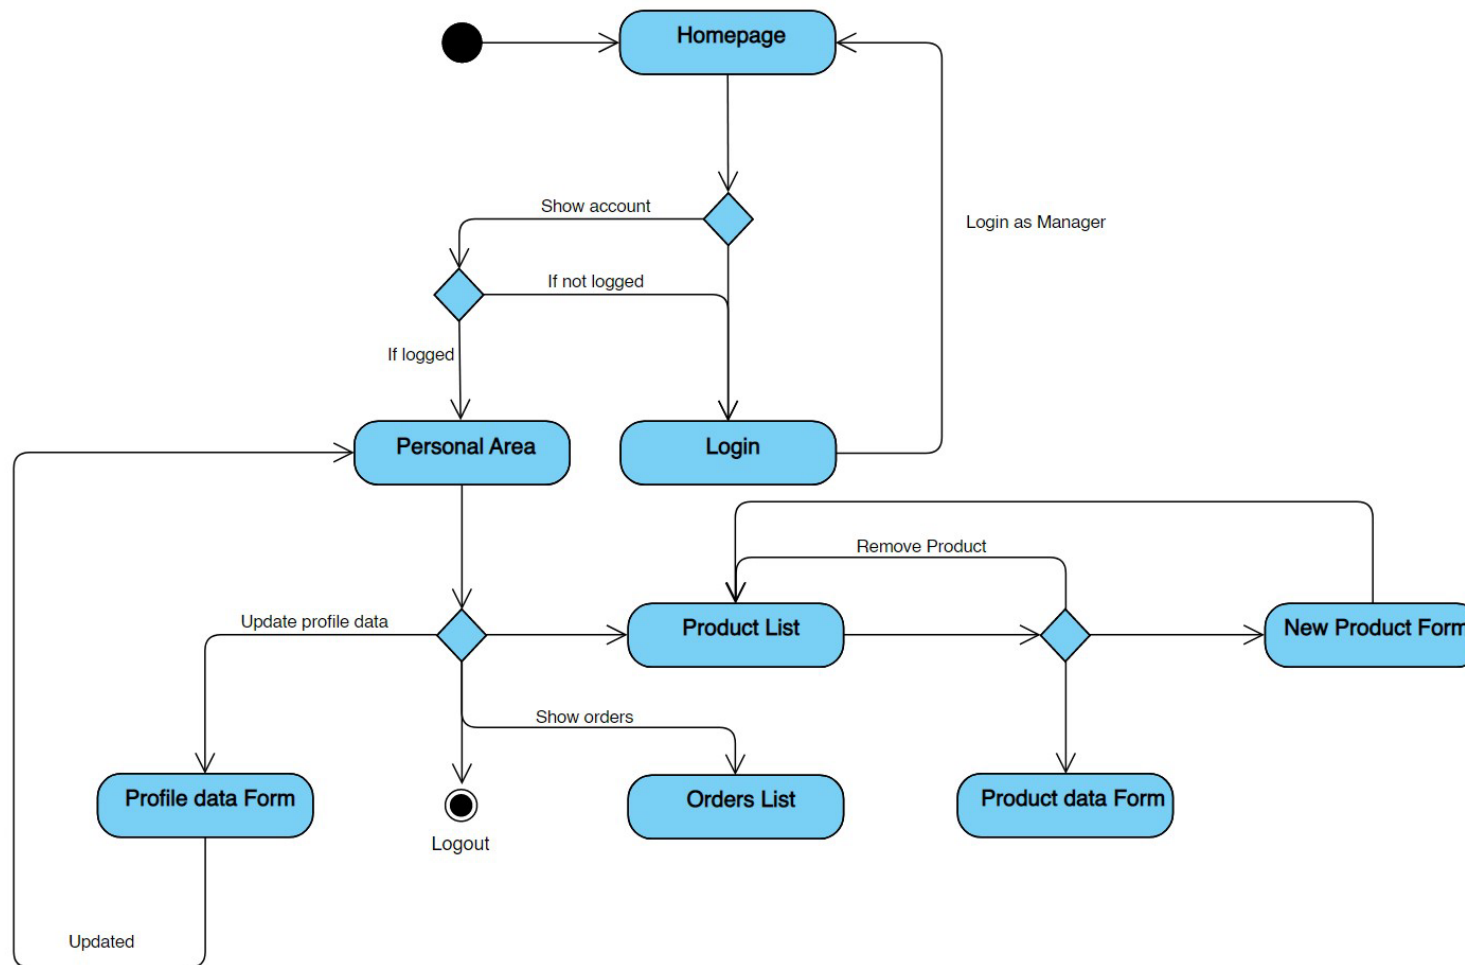 Homepage
Show account
Login as Manager
If not logged
If logged
Personal Area
Login
Remove Product
Update profile data
Product List
New Product Form
Show orders
Profile data Form
Orders List
Product data Form
Logout
Updated